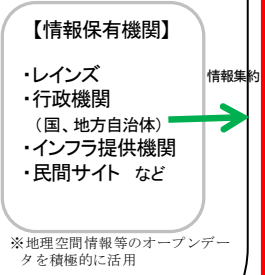 【情報保有機関】
・レインズ
・行政機関
（国、地方自治体）
・インフラ提供機関
・民間サイト など
情報集約
※地理空間情報等のオープンデー
タを積極的に活用